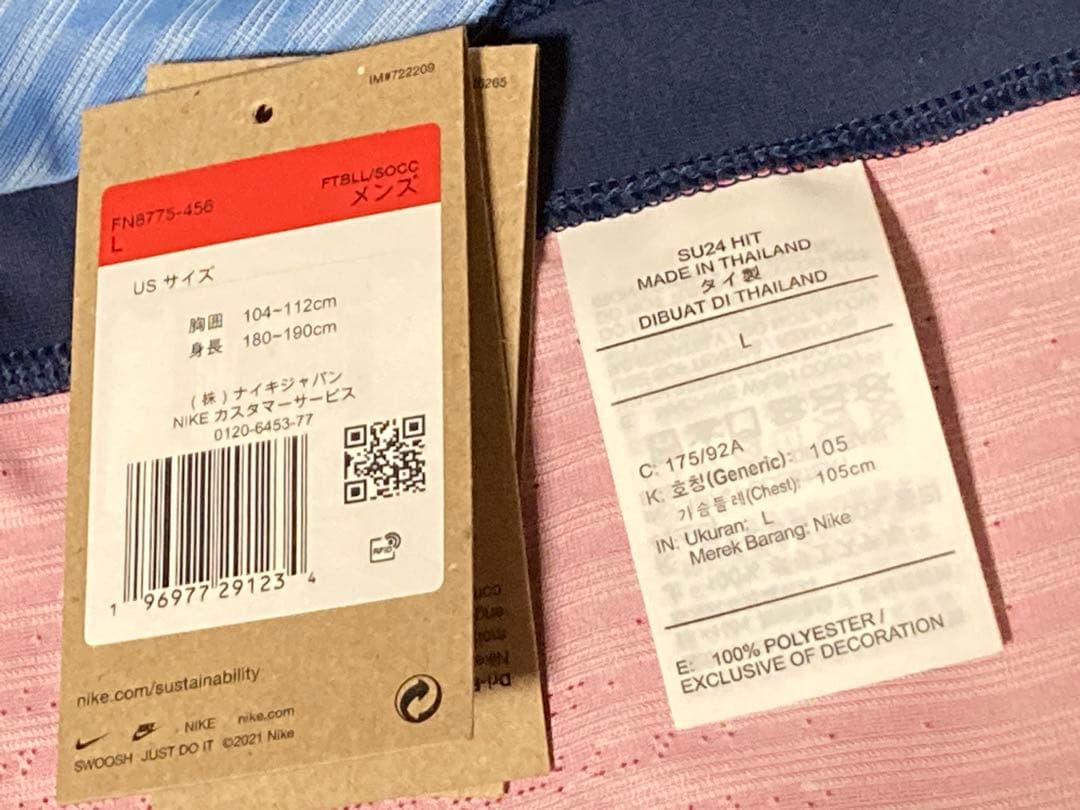 IM#722209
FTBLL/SOCC
メンズ
FN8775-456
L
US サイズ
胸囲 104~112cm
身長 180~190cm
(株)ナイキジャパン
NIKE カスタマーサービス
0120-6453-77
RFID
1 96977 29123 4
nike.com/sustainability
NIKE nike.com
SWOOSH JUST DO IT ©2021 Nike
SU24 HIT
MADE IN THAILAND
タイ製
DIBUAT DI THAILAND
L
C: 175/92A
K: 호칭(Generic): 105
가슴둘레(Chest): 105cm
IN: Ukuran: L
Merek Barang: Nike
E: 100% POLYESTER /
EXCLUSIVE OF DECORATION